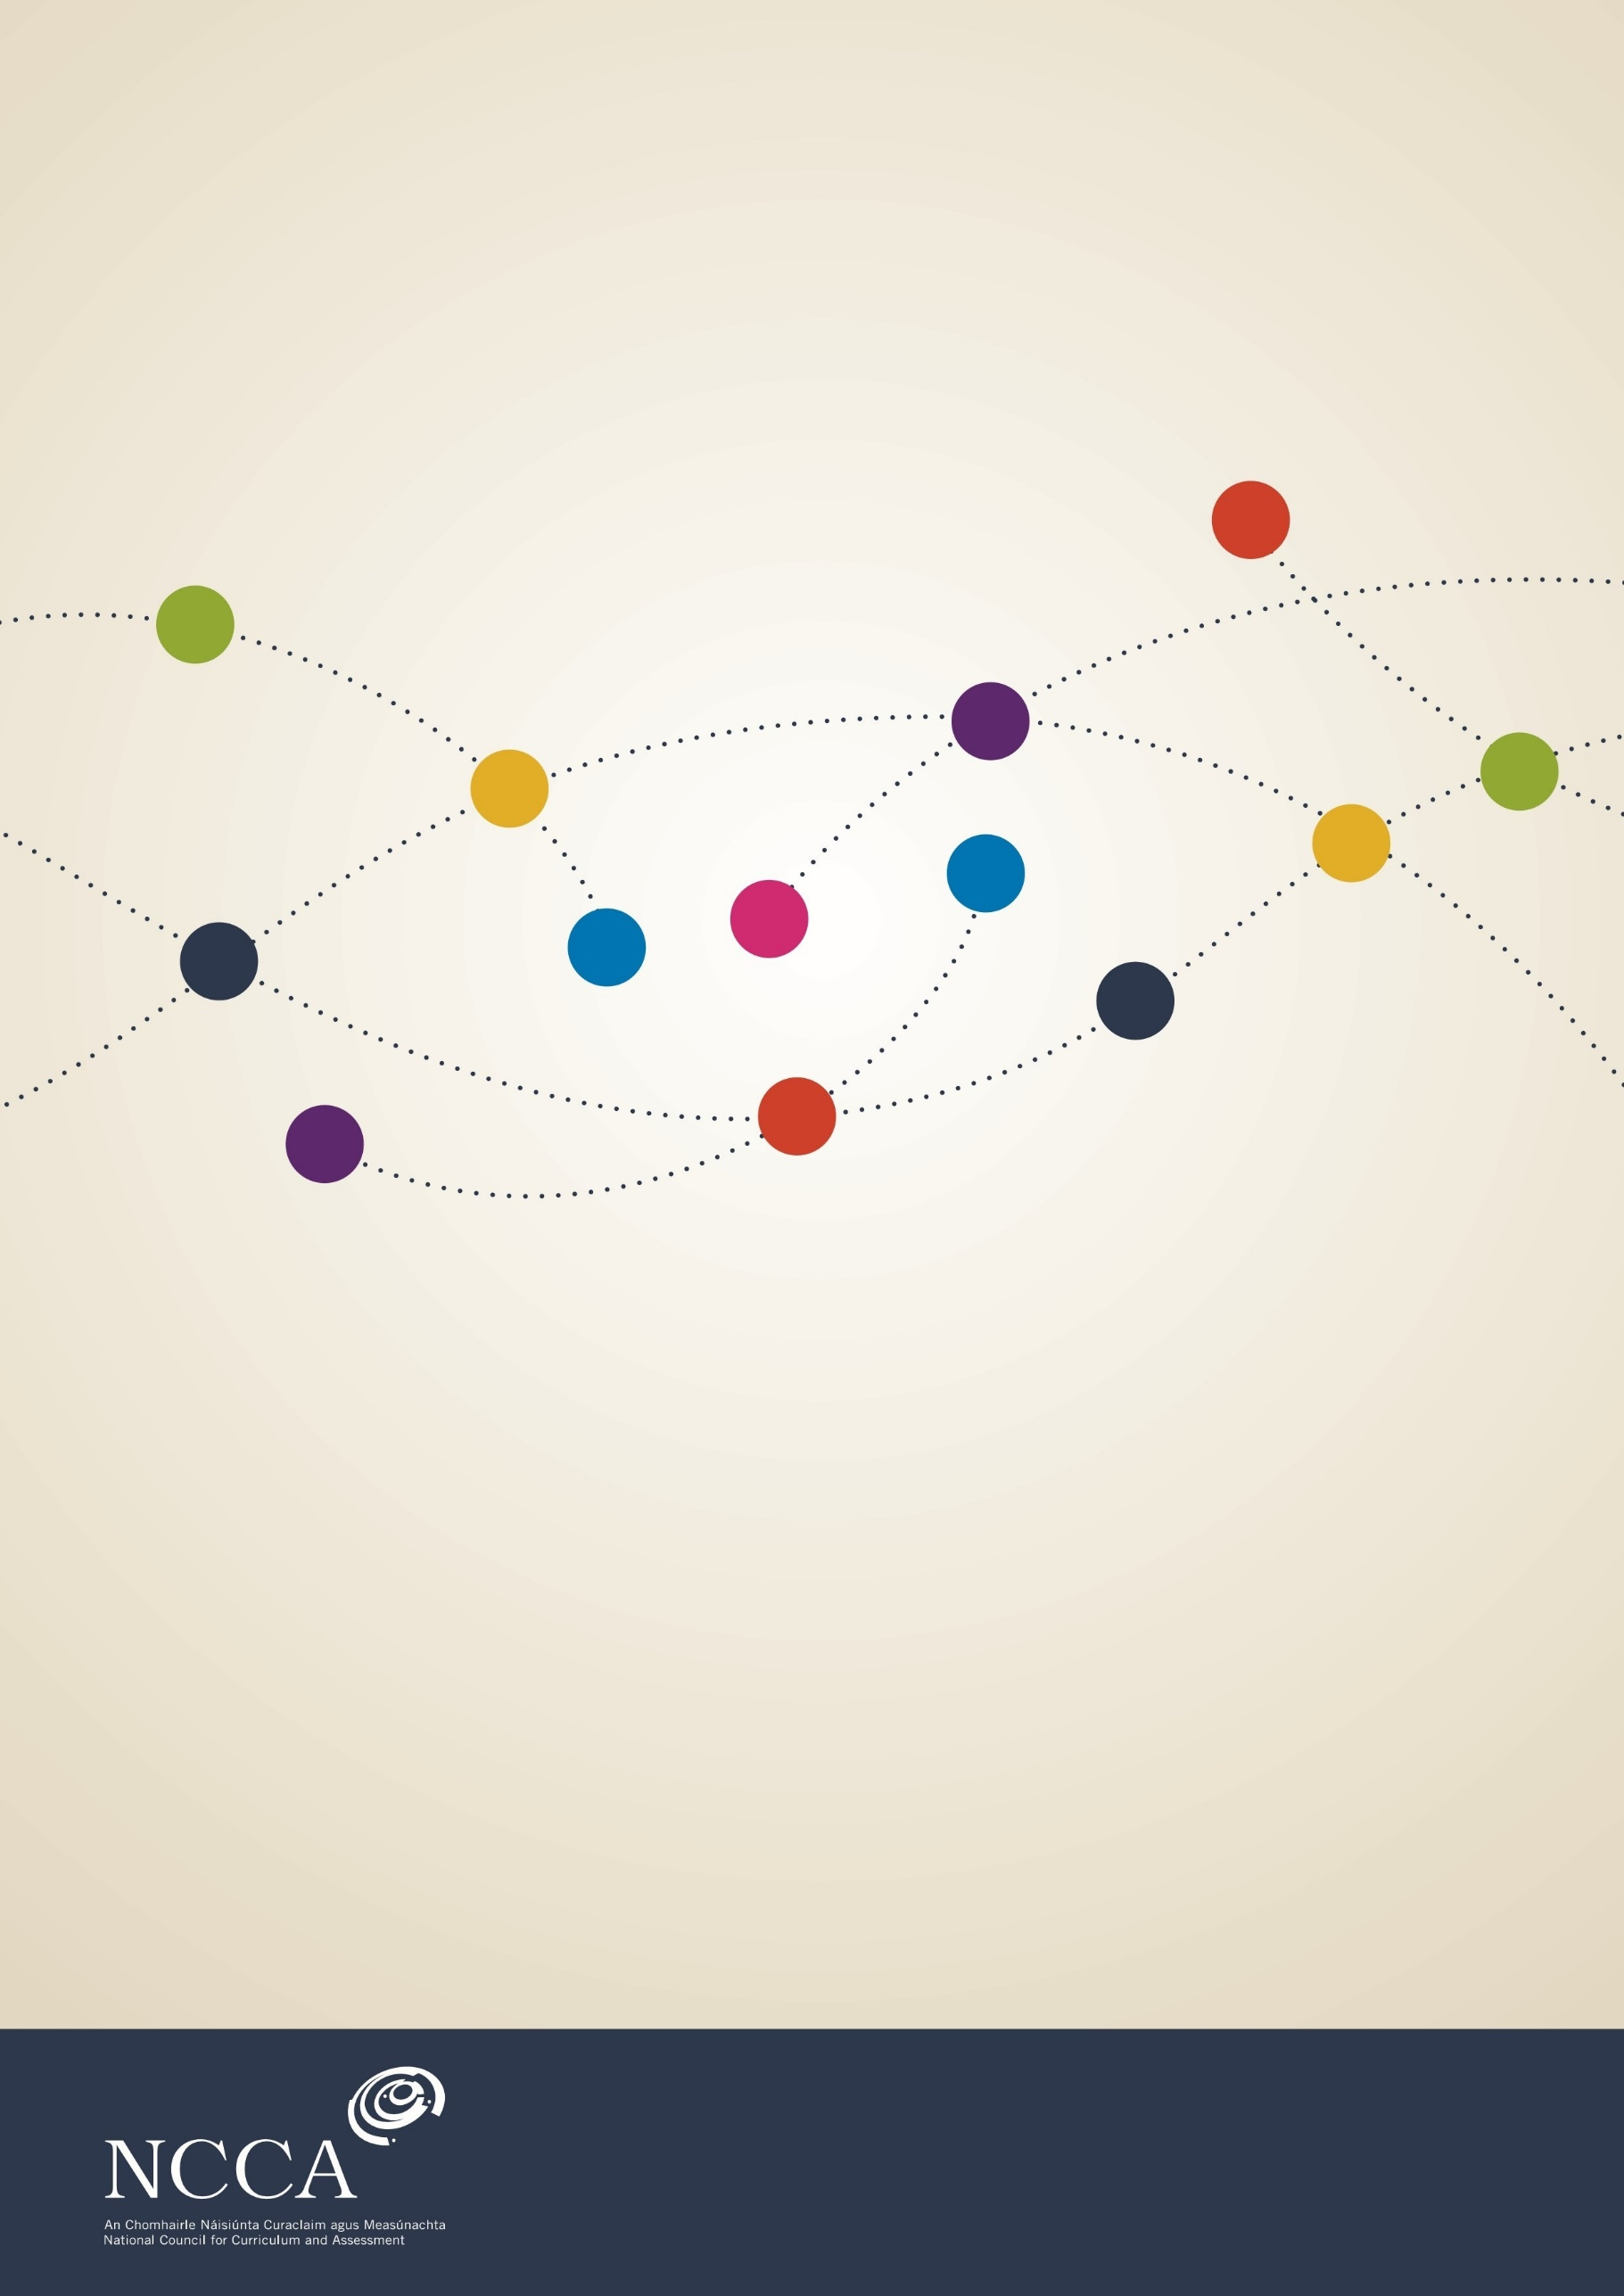 NCCA
An Chomhairle Náisiúnta Curaclaim agus Measúnachta
National Council for Curriculum and Assessment